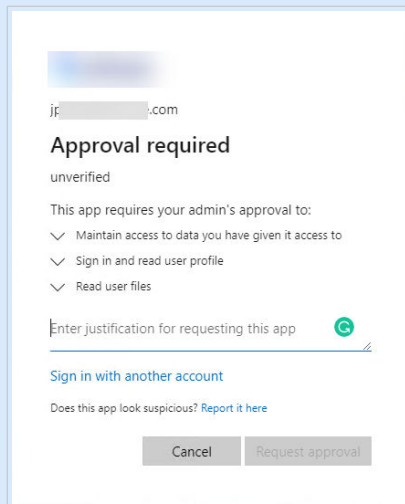 jp .com
Approval required
unverified
This app requires your admin's approval to:
Maintain access to data you have given it access to
Sign in and read user profile
Read user files
Enter justification for requesting this app
Sign in with another account
Does this app look suspicious? Report it here
Cancel
Request approval